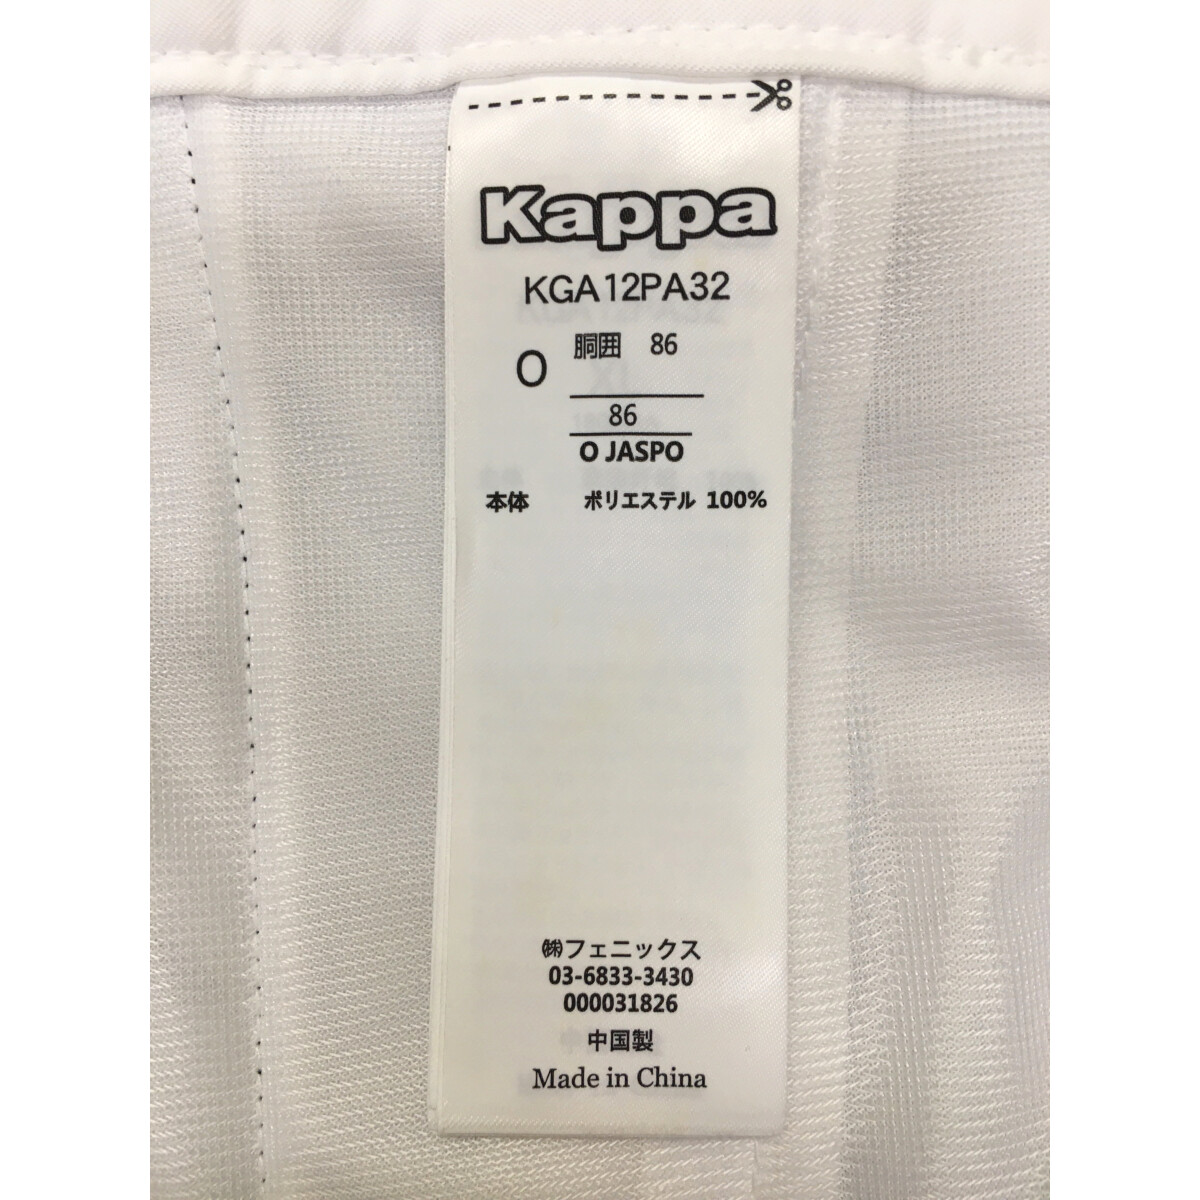 Kappa
KGA12PA32
O 胴囲 86
86
O JASPO
本体 ポリエステル 100%
㈱フェニックス
03-6833-3430
000031826
中国製
Made in China